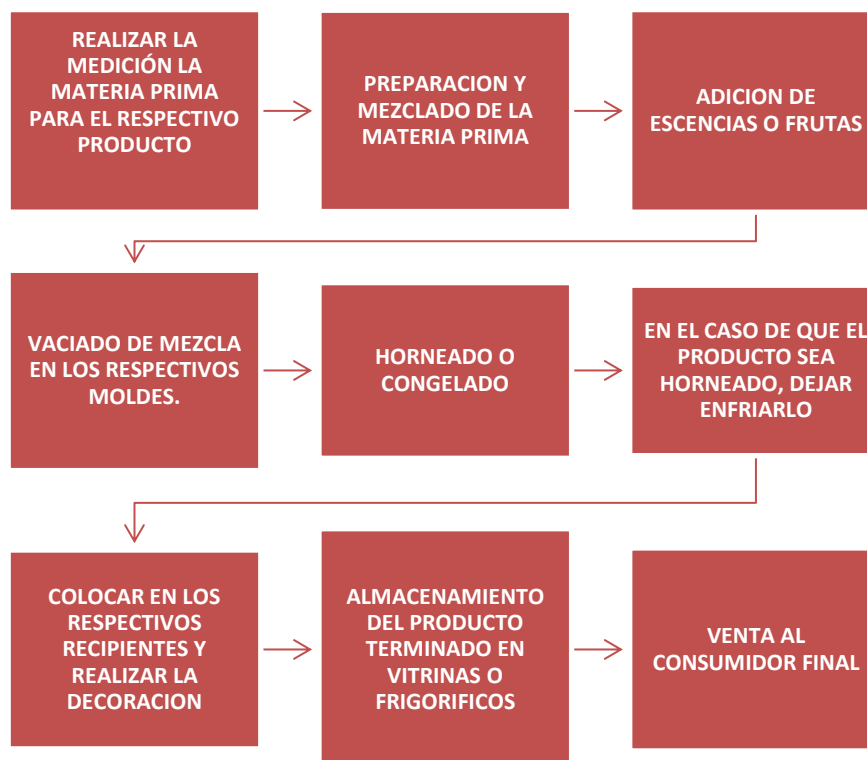 REALIZAR LA
MEDICIÓN LA
MATERIA PRIMA
PARA EL RESPECTIVO
PRODUCTO
PREPARACION Y
MEZCLADO DE LA
MATERIA PRIMA
ADICION DE
ESCENCIAS O FRUTAS
VACIADO DE MEZCLA
EN LOS RESPECTIVOS
MOLDES.
HORNEADO O
CONGELADO
EN EL CASO DE QUE EL
PRODUCTO SEA
HORNEADO, DEJAR
ENFRIARLO
COLOCAR EN LOS
RESPECTIVOS
RECIPIENTES Y
REALIZAR LA
DECORACION
ALMACENAMIENTO
DEL PRODUCTO
TERMINADO EN
VITRINAS O
FRIGORIFICOS
VENTA AL
CONSUMIDOR FINAL